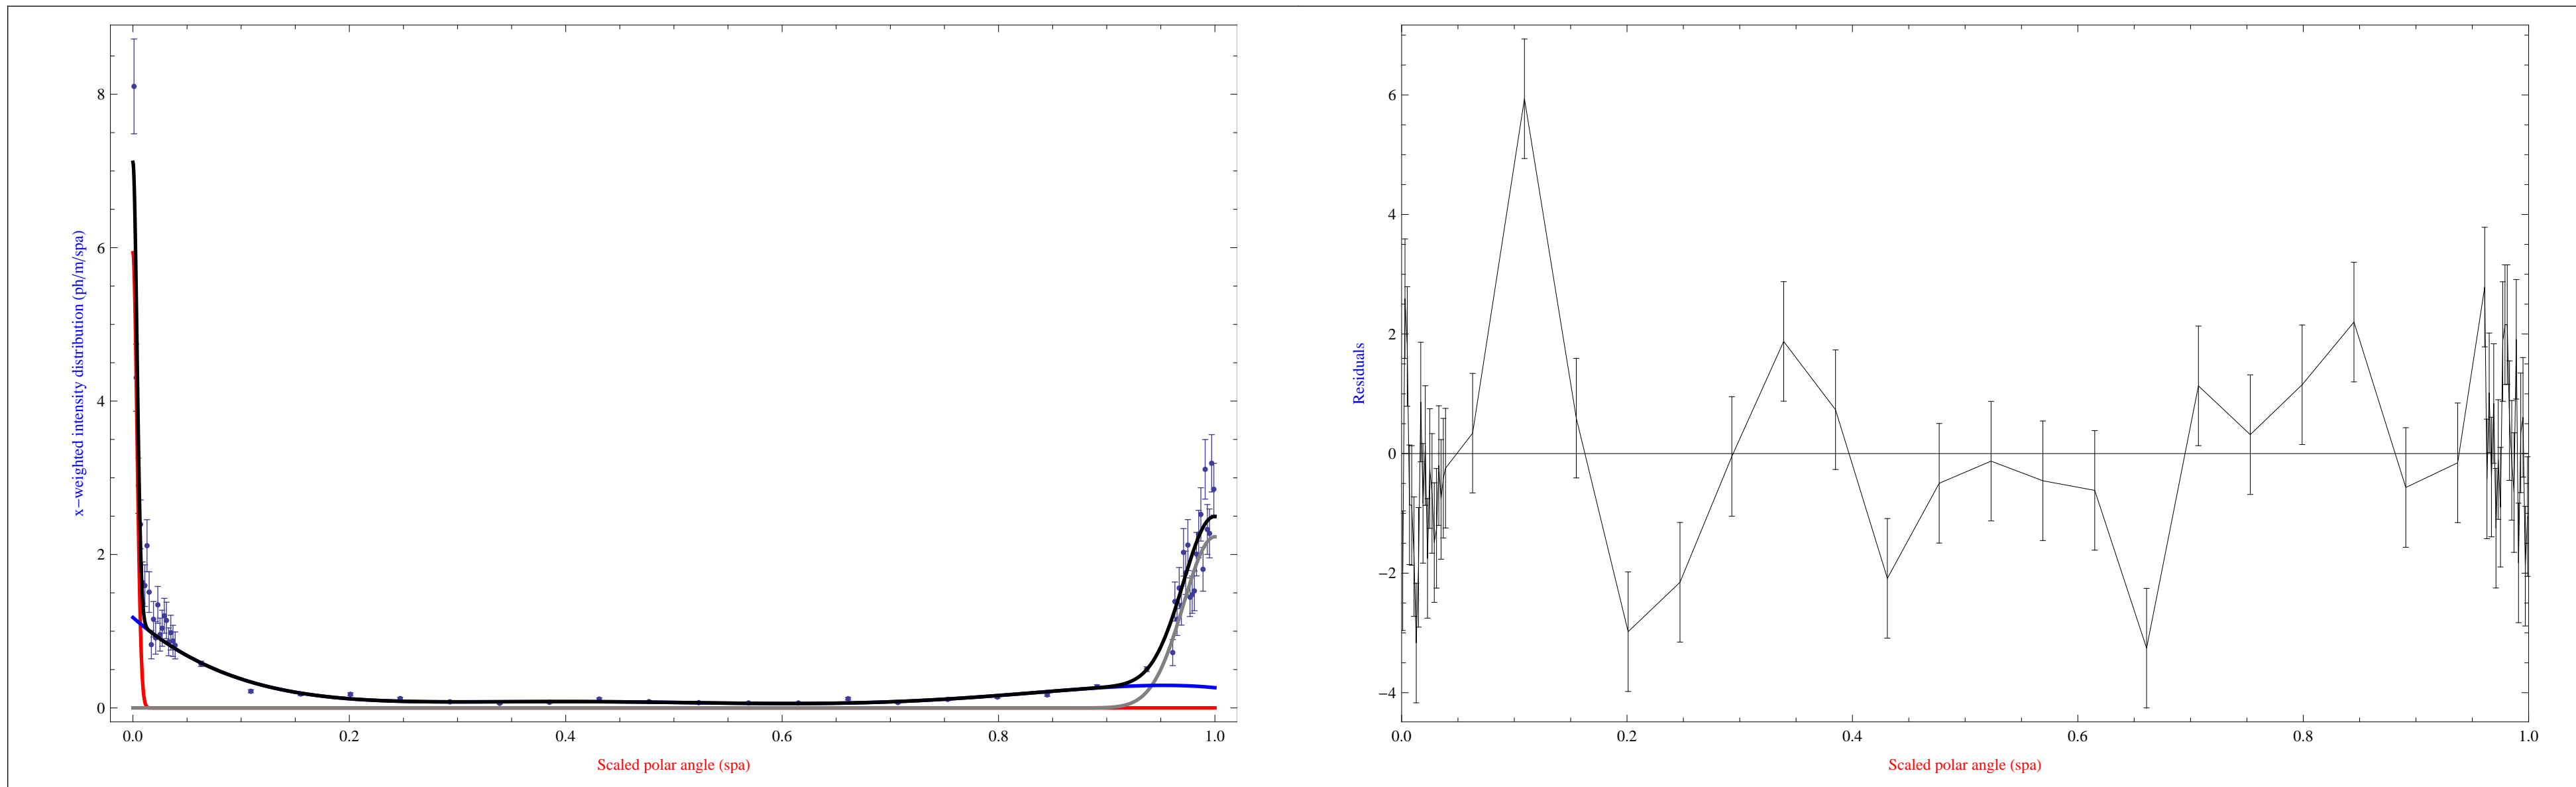 x−weighted intensity distribution (ph/m/spa)
8
6
4
2
0
0.0 0.2 0.4 0.6 0.8 1.0
Scaled polar angle (spa)
Residuals
6
4
2
0
−2
−4
0.0 0.2 0.4 0.6 0.8 1.0
Scaled polar angle (spa)